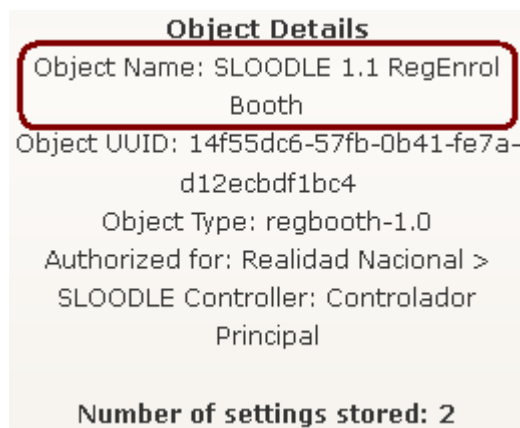 Object Details
Object Name: SLOODLE 1.1 RegEnrol
Booth
Object UUID: 14f55dc6-57fb-0b41-fe7a-
d12ecbdf1bc4
Object Type: regbooth-1.0
Authorized for: Realidad Nacional >
SLOODLE Controller: Controlador
Principal
Number of settings stored: 2